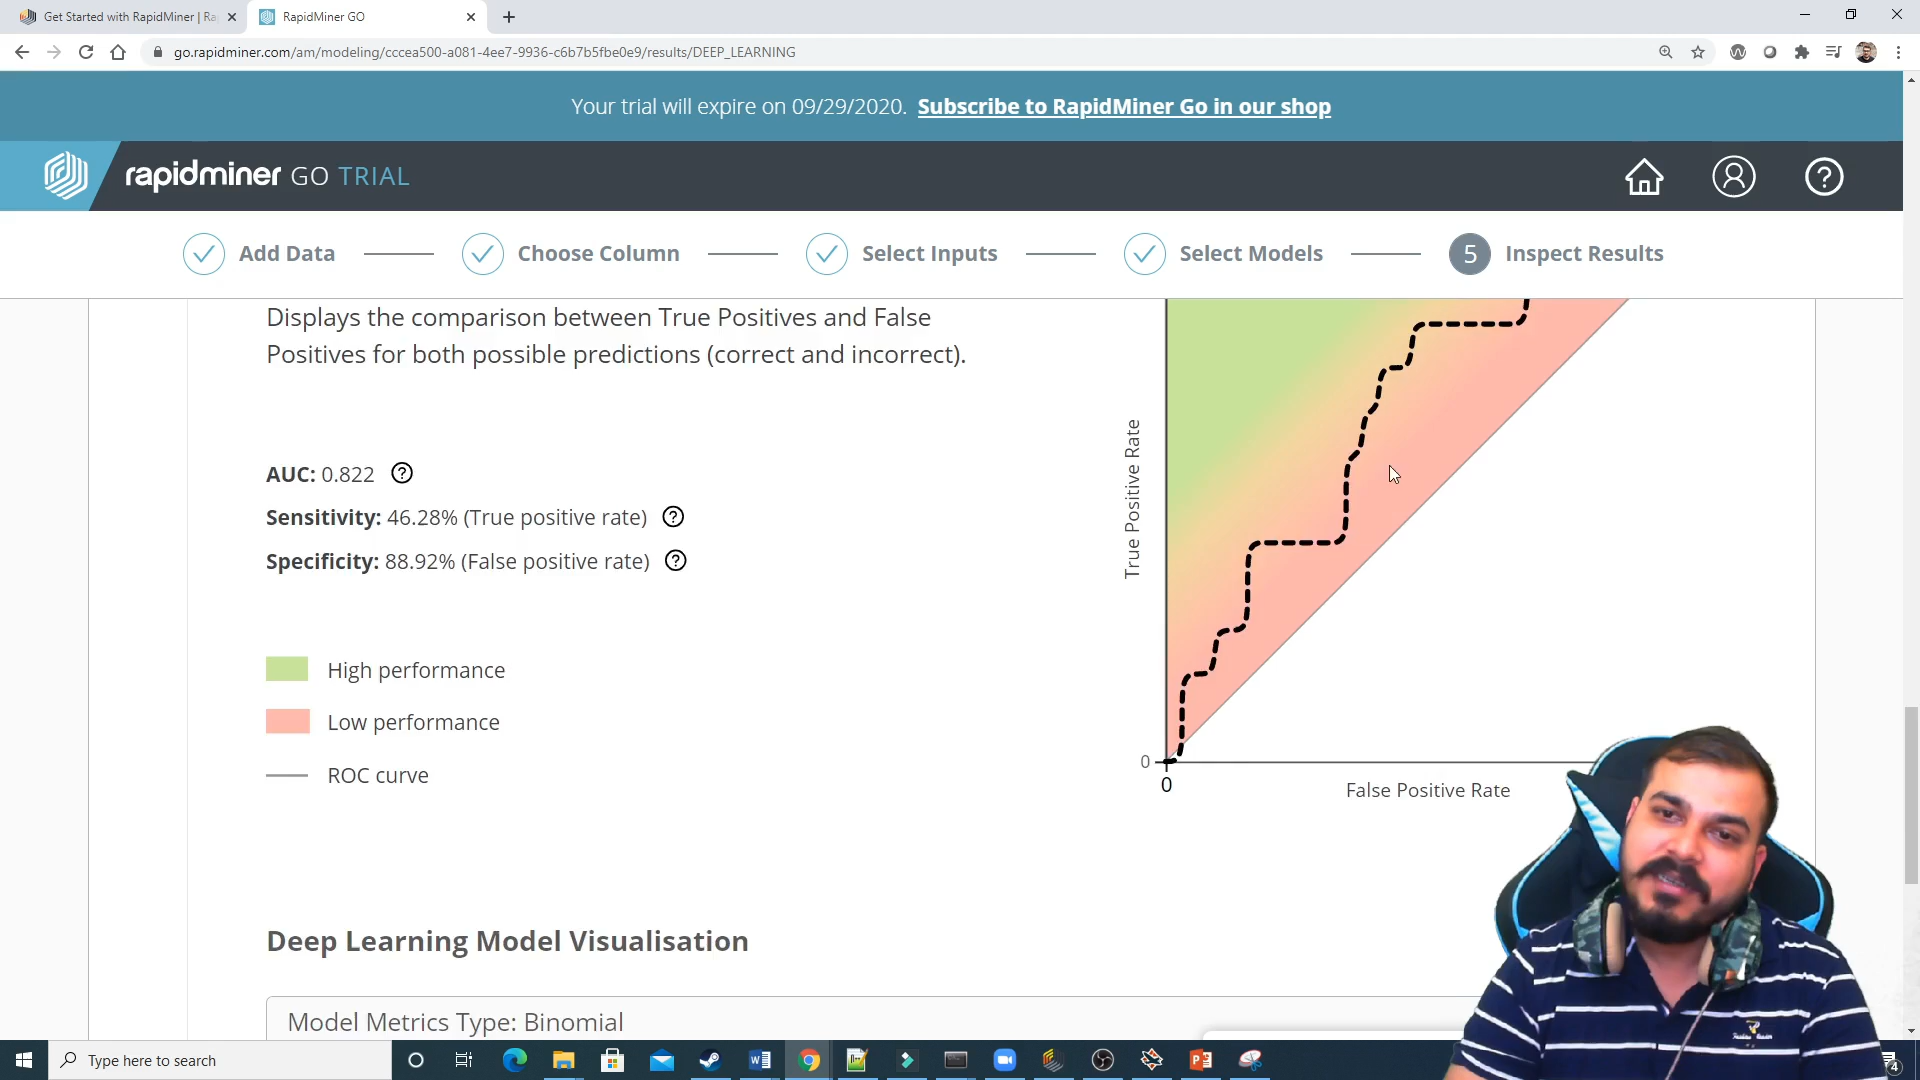 Get Started with RapidMiner | Ra
RapidMiner GO
go.rapidminer.com/am/modeling/cccea500-a081-4ee7-9936-c6b7b5fbe0e9/results/DEEP_LEARNING
Your trial will expire on 09/29/2020. Subscribe to RapidMiner Go in our shop
rapidminer GO TRIAL
Add Data
Choose Column
Select Inputs
Select Models
5 Inspect Results
Displays the comparison between True Positives and False
Positives for both possible predictions (correct and incorrect).
AUC: 0.822
Sensitivity: 46.28% (True positive rate)
Specificity: 88.92% (False positive rate)
High performance
Low performance
ROC curve
True Positive Rate
0
0
False Positive Rate
Deep Learning Model Visualisation
Model Metrics Type: Binomial
Type here to search
4